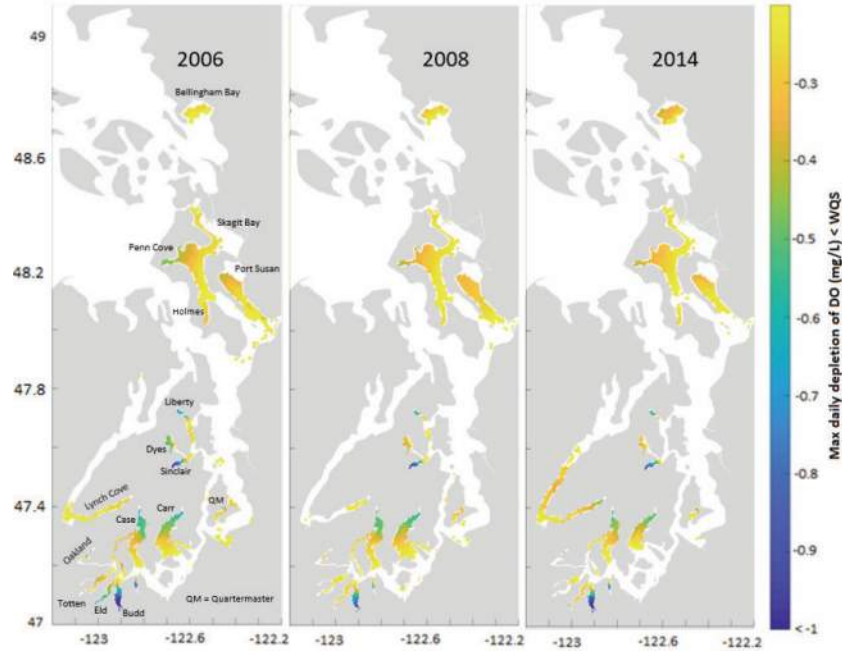 2006
2008
2014
Bellingham Bay
Skagit Bay
Penn Cove
Port Susan
Holmes
Liberty
Dyes
Sinclair
Lynch Cove
QM
Case
Carr
Oakland
Totten
Eld
Budd
QM = Quartermaster
49
48.6
48.2
47.8
47.4
47
-123
-122.6
-122.2
-123
-122.6
-122.2
-123
-122.6
-122.2
-0.3
-0.4
-0.5
-0.6
-0.7
-0.8
-0.9
<-1
Max daily depletion of DO (mg/L) < WQS